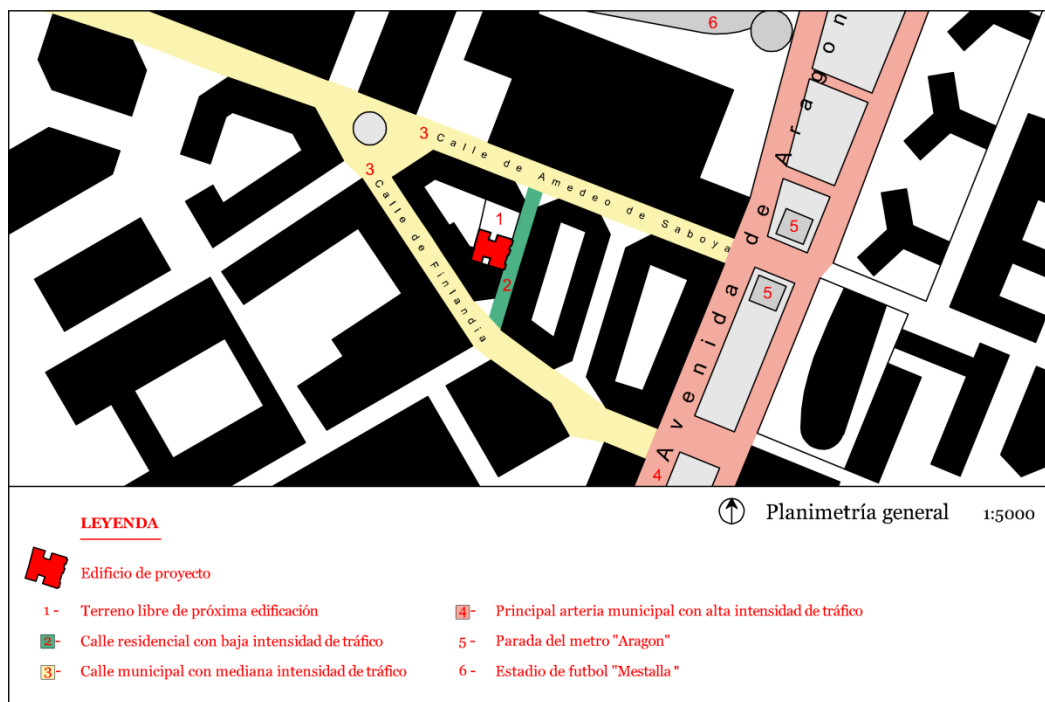 6
Avenida de Aragon
3
Calle de Amedeo de Saboya
3
Calle de Finlandia
1
5
2
5
4
Planimetría general 1:5000
LEYENDA
Edificio de proyecto
1 - Terreno libre de próxima edificación
2 - Calle residencial con baja intensidad de tráfico
3 - Calle municipal con mediana intensidad de tráfico
4 - Principal arteria municipal con alta intensidad de tráfico
5 - Parada del metro "Aragon"
6 - Estadio de futbol "Mestalla "